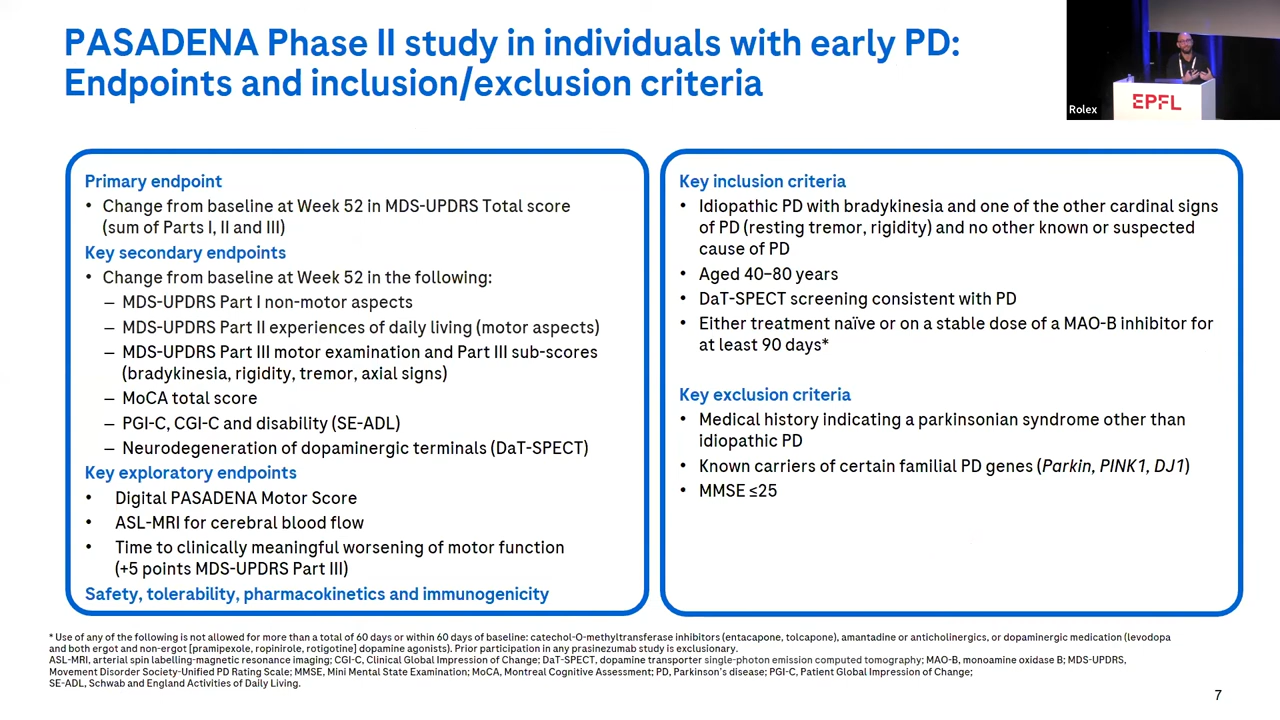 PASADENA Phase II study in individuals with early PD:
Endpoints and inclusion/exclusion criteria
Rolex
EPFL
Primary endpoint
• Change from baseline at Week 52 in MDS-UPDRS Total score
(sum of Parts I, II and III)
Key secondary endpoints
• Change from baseline at Week 52 in the following:
– MDS-UPDRS Part I non-motor aspects
– MDS-UPDRS Part II experiences of daily living (motor aspects)
– MDS-UPDRS Part III motor examination and Part III sub-scores
(bradykinesia, rigidity, tremor, axial signs)
– MoCA total score
– PGI-C, CGI-C and disability (SE-ADL)
– Neurodegeneration of dopaminergic terminals (DaT-SPECT)
Key exploratory endpoints
• Digital PASADENA Motor Score
• ASL-MRI for cerebral blood flow
• Time to clinically meaningful worsening of motor function
(+5 points MDS-UPDRS Part III)
Safety, tolerability, pharmacokinetics and immunogenicity
Key inclusion criteria
• Idiopathic PD with bradykinesia and one of the other cardinal signs
of PD (resting tremor, rigidity) and no other known or suspected
cause of PD
• Aged 40–80 years
• DaT-SPECT screening consistent with PD
• Either treatment naïve or on a stable dose of a MAO-B inhibitor for
at least 90 days*
Key exclusion criteria
• Medical history indicating a parkinsonian syndrome other than
idiopathic PD
• Known carriers of certain familial PD genes (Parkin, PINK1, DJ1)
• MMSE ≤25
* Use of any of the following is not allowed for more than a total of 60 days or within 60 days of baseline: catechol-O-methyltransferase inhibitors (entacapone, tolcapone), amantadine or anticholinergics, or dopaminergic medication (levodopa
and both ergot and non-ergot [pramipexole, ropinirole, rotigotine] dopamine agonists). Prior participation in any prasinezumab study is exclusionary.
ASL-MRI, arterial spin labelling-magnetic resonance imaging; CGI-C, Clinical Global Impression of Change; DaT-SPECT, dopamine transporter single-photon emission computed tomography; MAO-B, monoamine oxidase B; MDS-UPDRS,
Movement Disorder Society-Unified PD Rating Scale; MMSE, Mini Mental State Examination; MoCA, Montreal Cognitive Assessment; PD, Parkinson's disease; PGI-C, Patient Global Impression of Change;
SE-ADL, Schwab and England Activities of Daily Living.
7